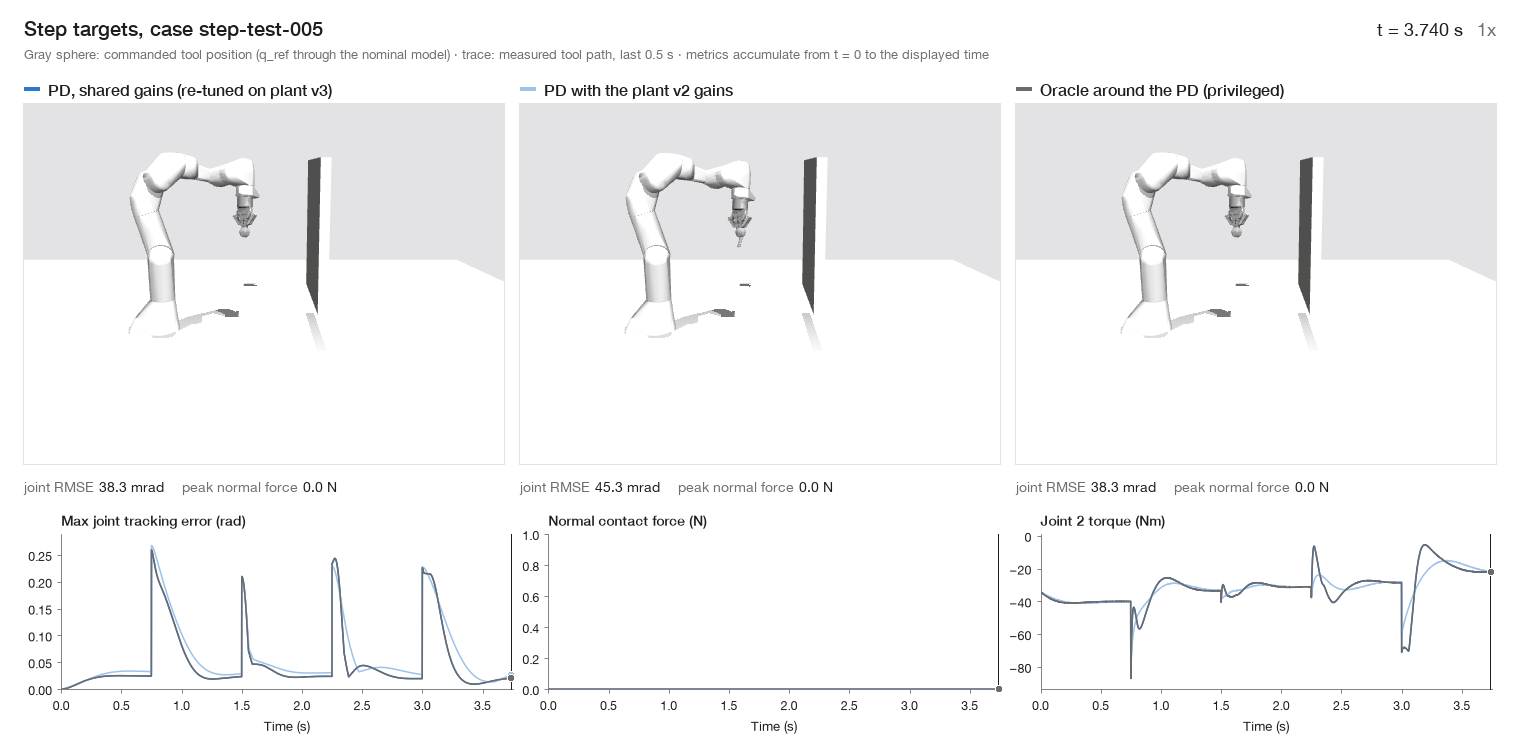 Step targets, case step-test-005
t = 3.740 s 1x
Gray sphere: commanded tool position (q_ref through the nominal model) · trace: measured tool path, last 0.5 s · metrics accumulate from t = 0 to the displayed time
PD, shared gains (re-tuned on plant v3)
PD with the plant v2 gains
Oracle around the PD (privileged)
joint RMSE 38.3 mrad peak normal force 0.0 N
joint RMSE 45.3 mrad peak normal force 0.0 N
joint RMSE 38.3 mrad peak normal force 0.0 N
Max joint tracking error (rad)
0.25
0.20
0.15
0.10
0.05
0.00
0.0 0.5 1.0 1.5 2.0 2.5 3.0 3.5
Time (s)
Normal contact force (N)
1.0
0.8
0.6
0.4
0.2
0.0
0.0 0.5 1.0 1.5 2.0 2.5 3.0 3.5
Time (s)
Joint 2 torque (Nm)
0
−20
−40
−60
−80
0.0 0.5 1.0 1.5 2.0 2.5 3.0 3.5
Time (s)